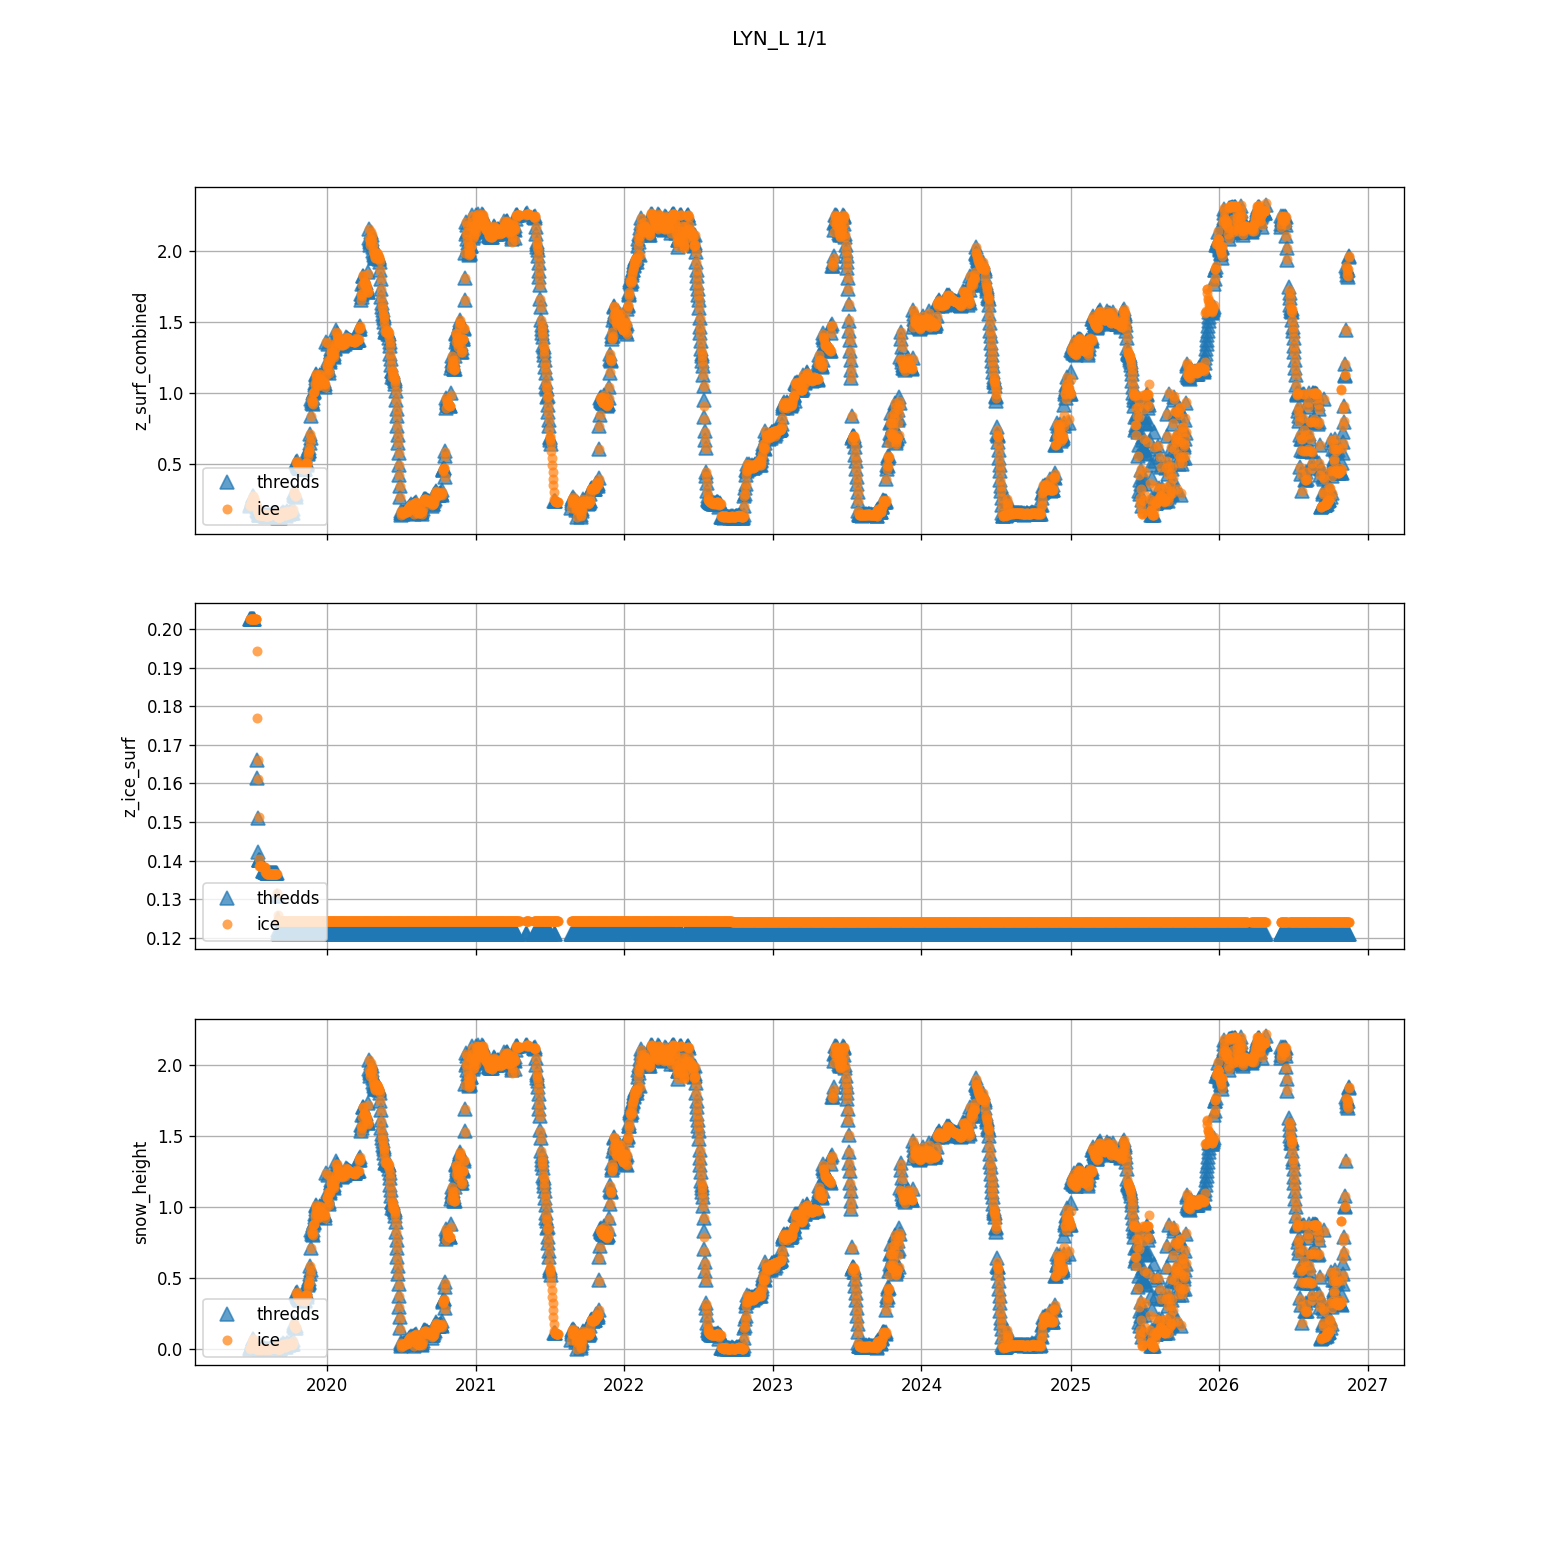 LYN_L 1/1
z_surf_combined
2.0
1.5
1.0
0.5
thredds
ice
z_ice_surf
0.20
0.19
0.18
0.17
0.16
0.15
0.14
0.13
0.12
thredds
ice
snow_height
2.0
1.5
1.0
0.5
0.0
thredds
ice
2020 2021 2022 2023 2024 2025 2026 2027